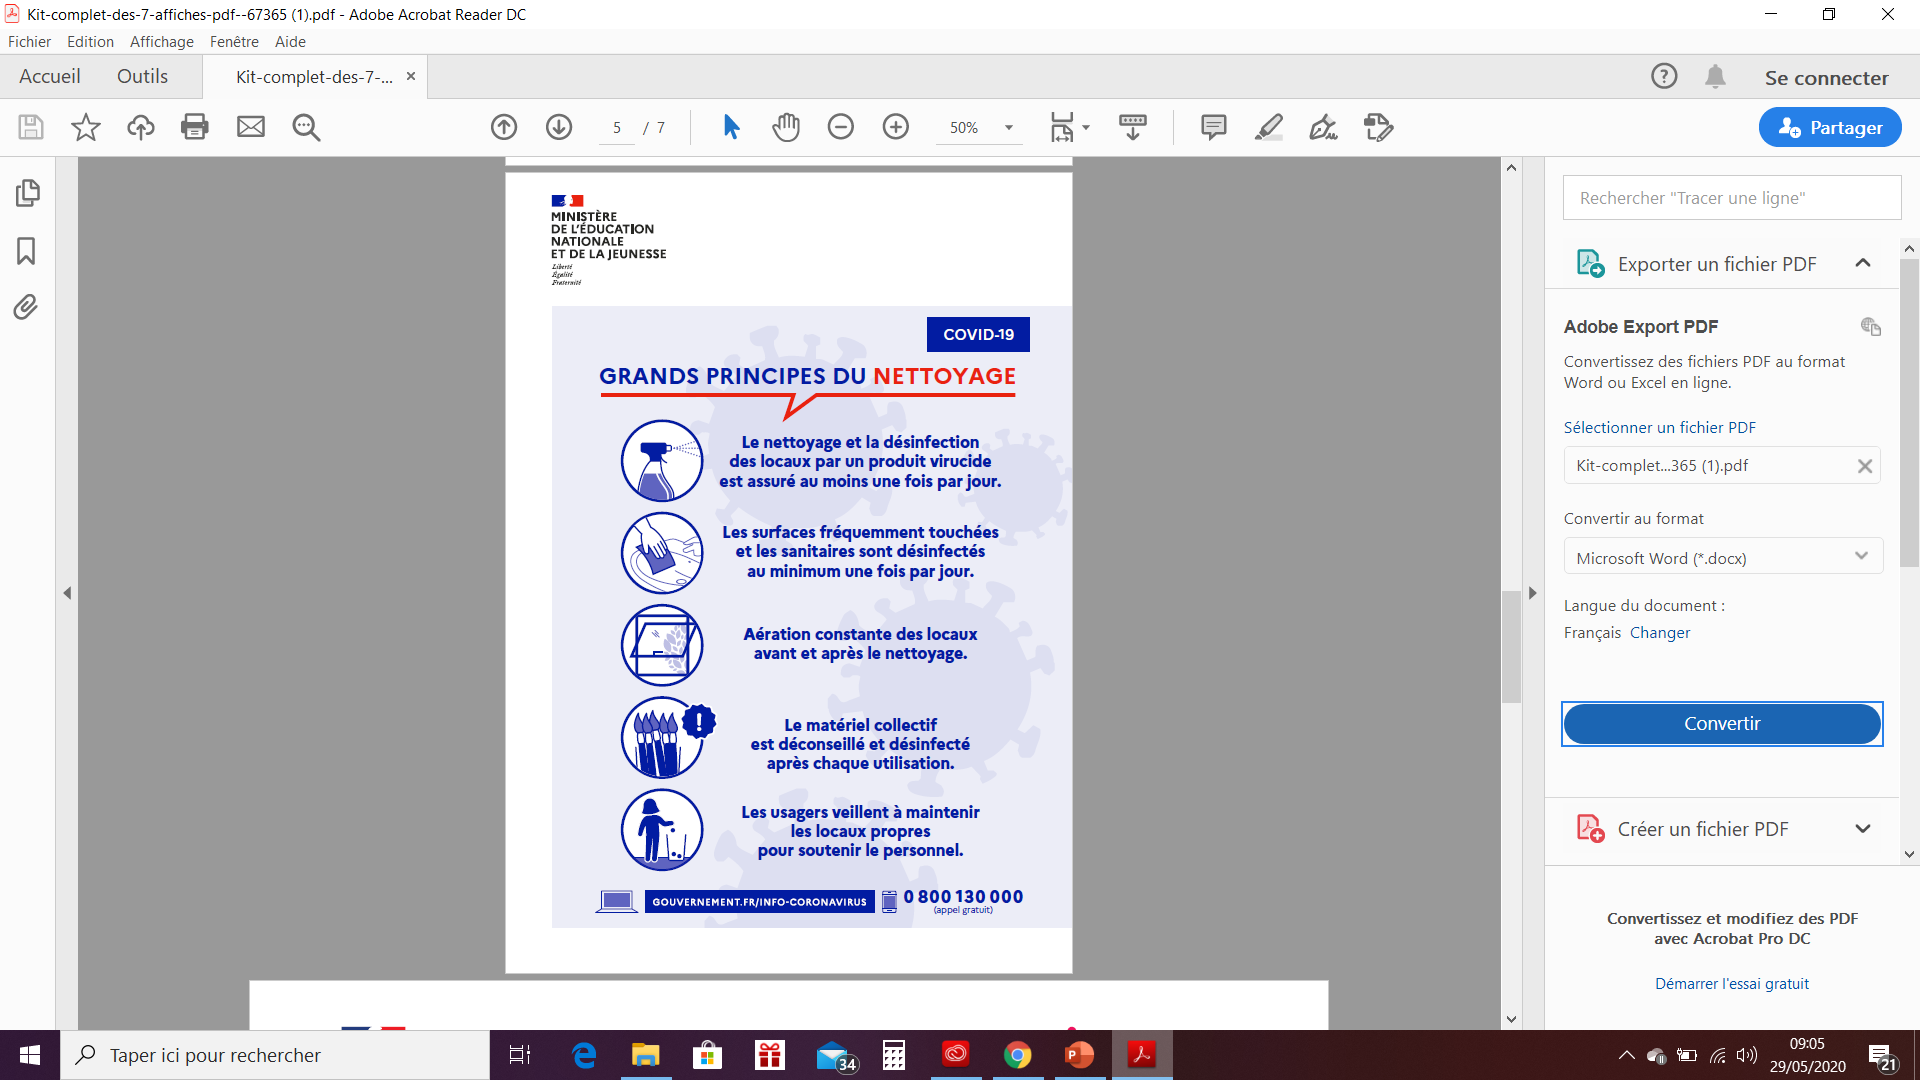 Kit-complet-des-7-affiches-pdf--67365 (1).pdf - Adobe Acrobat Reader DC
Fichier Edition Affichage Fenêtre Aide
Accueil Outils Kit-complet-des-7-... × Se connecter
5 / 7 50% Partager
MINISTÈRE
DE L'ÉDUCATION
NATIONALE
ET DE LA JEUNESSE
Liberté
Égalité
Fraternité
COVID-19
GRANDS PRINCIPES DU NETTOYAGE
Le nettoyage et la désinfection
des locaux par un produit virucide
est assuré au moins une fois par jour.
Les surfaces fréquemment touchées
et les sanitaires sont désinfectés
au minimum une fois par jour.
Aération constante des locaux
avant et après le nettoyage.
!
Le matériel collectif
est déconseillé et désinfecté
après chaque utilisation.
Les usagers veillent à maintenir
les locaux propres
pour soutenir le personnel.
GOUVERNEMENT.FR/INFO-CORONAVIRUS 0 800 130 000
(appel gratuit)
Rechercher "Tracer une ligne"
Exporter un fichier PDF
Adobe Export PDF
Convertissez des fichiers PDF au format
Word ou Excel en ligne.
Sélectionner un fichier PDF
Kit-complet...365 (1).pdf
Convertir au format
Microsoft Word (*.docx)
Langue du document :
Français Changer
Convertir
Créer un fichier PDF
Convertissez et modifiez des PDF
avec Acrobat Pro DC
Démarrer l'essai gratuit
Taper ici pour rechercher
34
09:05
29/05/2020
21